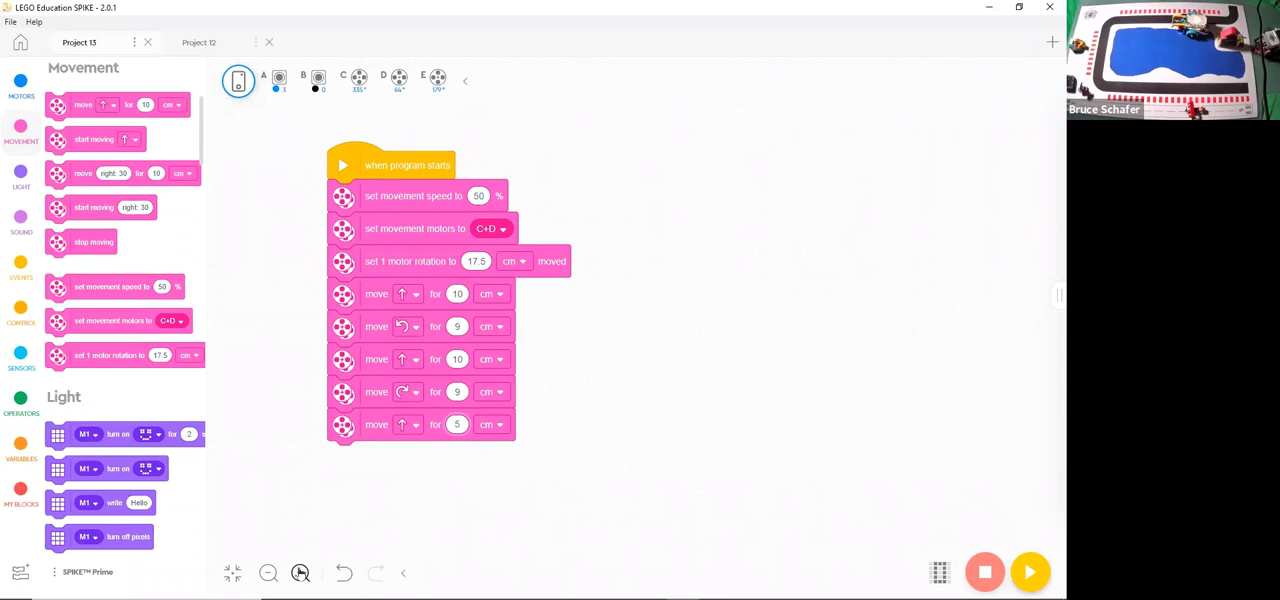 LEGO Education SPIKE - 2.0.1
File Help
Project 13 Project 12
A B C D E
3 0 335° 64° 179°
MOTORS
MOVEMENT
LIGHT
SOUND
EVENTS
CONTROL
SENSORS
OPERATORS
VARIABLES
MY BLOCKS
Movement
move for 10 cm
start moving
move right: 30 for 10 cm
start moving right: 30
stop moving
set movement speed to 50 %
set movement motors to C+D
set 1 motor rotation to 17.5 cm
Light
M1 turn on for 2 s
M1 turn on
M1 write Hello
M1 turn off pixels
SPIKE™ Prime
when program starts
set movement speed to 50 %
set movement motors to C+D
set 1 motor rotation to 17.5 cm moved
move for 10 cm
move for 9 cm
move for 10 cm
move for 9 cm
move for 5 cm
Bruce Schafer